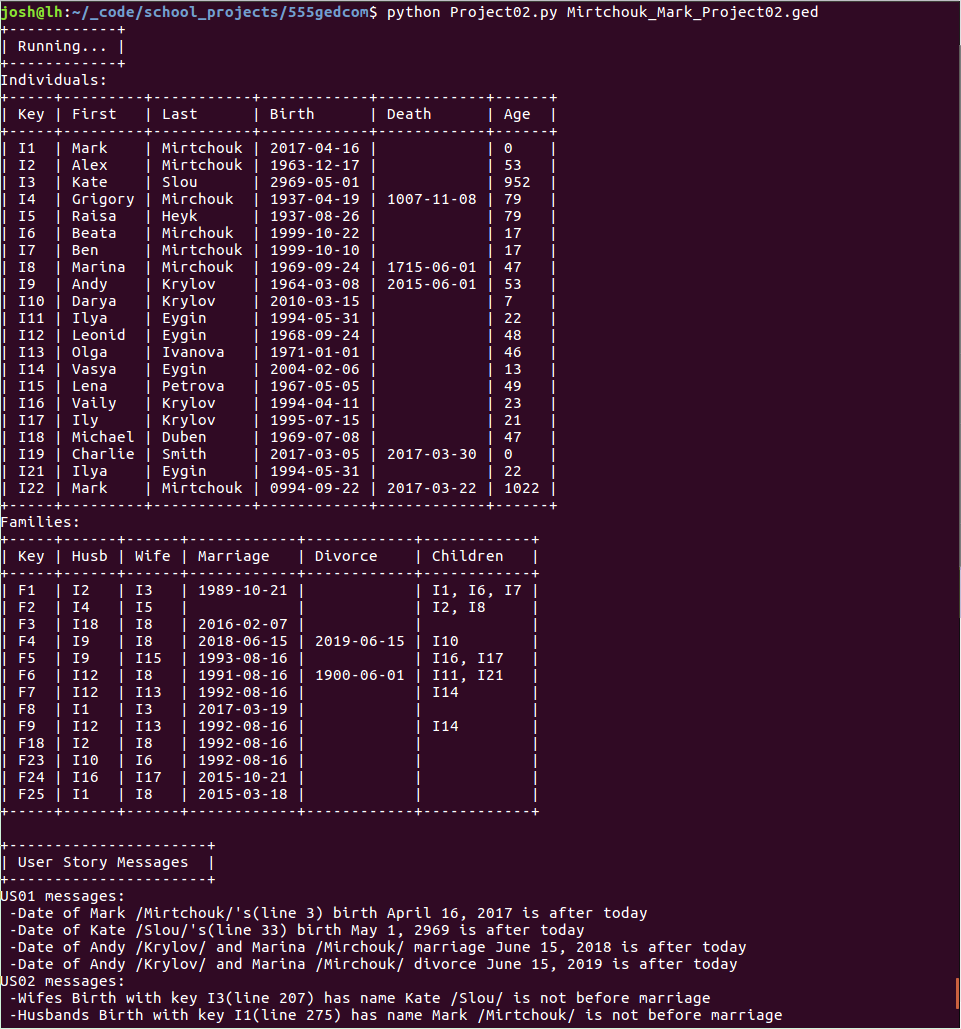 josh@lh:~/_code/school_projects/555gedcom$ python Project02.py Mirtchouk_Mark_Project02.ged
+------------+
| Running... |
+------------+
Individuals:
+-----+---------+-----------+------------+------------+------+
| Key | First   | Last      | Birth      | Death      | Age  |
+-----+---------+-----------+------------+------------+------+
| I1  | Mark    | Mirtchouk | 2017-04-16 |            | 0    |
| I2  | Alex    | Mirtchouk | 1963-12-17 |            | 53   |
| I3  | Kate    | Slou      | 2969-05-01 |            | 952  |
| I4  | Grigory | Mirchouk  | 1937-04-19 | 1007-11-08 | 79   |
| I5  | Raisa   | Heyk      | 1937-08-26 |            | 79   |
| I6  | Beata   | Mirchouk  | 1999-10-22 |            | 17   |
| I7  | Ben     | Mirtchouk | 1999-10-10 |            | 17   |
| I8  | Marina  | Mirchouk  | 1969-09-24 | 1715-06-01 | 47   |
| I9  | Andy    | Krylov    | 1964-03-08 | 2015-06-01 | 53   |
| I10 | Darya   | Krylov    | 2010-03-15 |            | 7    |
| I11 | Ilya    | Eygin     | 1994-05-31 |            | 22   |
| I12 | Leonid  | Eygin     | 1968-09-24 |            | 48   |
| I13 | Olga    | Ivanova   | 1971-01-01 |            | 46   |
| I14 | Vasya   | Eygin     | 2004-02-06 |            | 13   |
| I15 | Lena    | Petrova   | 1967-05-05 |            | 49   |
| I16 | Vaily   | Krylov    | 1994-04-11 |            | 23   |
| I17 | Ily     | Krylov    | 1995-07-15 |            | 21   |
| I18 | Michael | Duben     | 1969-07-08 |            | 47   |
| I19 | Charlie | Smith     | 2017-03-05 | 2017-03-30 | 0    |
| I21 | Ilya    | Eygin     | 1994-05-31 |            | 22   |
| I22 | Mark    | Mirtchouk | 0994-09-22 | 2017-03-22 | 1022 |
+-----+---------+-----------+------------+------------+------+
Families:
+-----+------+------+------------+------------+------------+
| Key | Husb | Wife | Marriage   | Divorce    | Children   |
+-----+------+------+------------+------------+------------+
| F1  | I2   | I3   | 1989-10-21 |            | I1, I6, I7 |
| F2  | I4   | I5   |            |            | I2, I8     |
| F3  | I18  | I8   | 2016-02-07 |            |            |
| F4  | I9   | I8   | 2018-06-15 | 2019-06-15 | I10        |
| F5  | I9   | I15  | 1993-08-16 |            | I16, I17   |
| F6  | I12  | I8   | 1991-08-16 | 1900-06-01 | I11, I21   |
| F7  | I12  | I13  | 1992-08-16 |            | I14        |
| F8  | I1   | I3   | 2017-03-19 |            |            |
| F9  | I12  | I13  | 1992-08-16 |            | I14        |
| F18 | I2   | I8   | 1992-08-16 |            |            |
| F23 | I10  | I6   | 1992-08-16 |            |            |
| F24 | I16  | I17  | 2015-10-21 |            |            |
| F25 | I1   | I8   | 2015-03-18 |            |            |
+-----+------+------+------------+------------+------------+
+----------------------+
| User Story Messages  |
+----------------------+
US01 messages:
 -Date of Mark /Mirtchouk/'s(line 3) birth April 16, 2017 is after today
 -Date of Kate /Slou/'s(line 33) birth May 1, 2969 is after today
 -Date of Andy /Krylov/ and Marina /Mirchouk/ marriage June 15, 2018 is after today
 -Date of Andy /Krylov/ and Marina /Mirchouk/ divorce June 15, 2019 is after today
US02 messages:
 -Wifes Birth with key I3(line 207) has name Kate /Slou/ is not before marriage
 -Husbands Birth with key I1(line 275) has name Mark /Mirtchouk/ is not before marriage